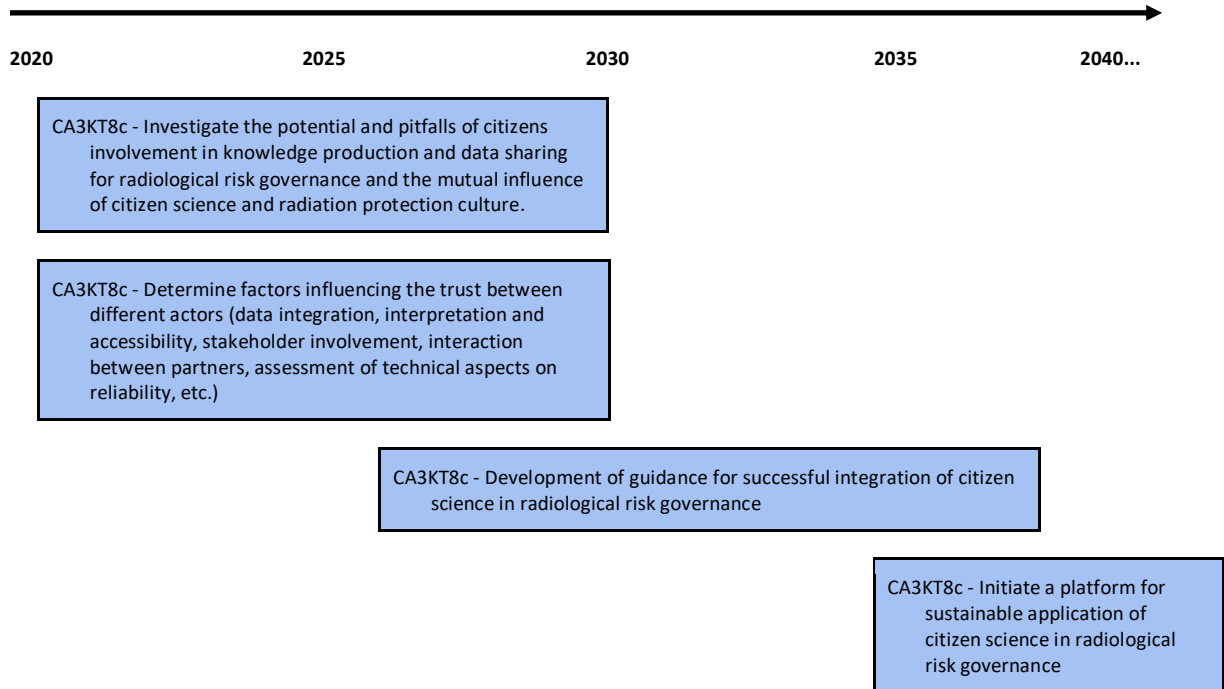 2020 2025 2030 2035 2040...
CA3KT8c - Investigate the potential and pitfalls of citizens
involvement in knowledge production and data sharing
for radiological risk governance and the mutual influence
of citizen science and radiation protection culture.
CA3KT8c - Determine factors influencing the trust between
different actors (data integration, interpretation and
accessibility, stakeholder involvement, interaction
between partners, assessment of technical aspects on
reliability, etc.)
CA3KT8c - Development of guidance for successful integration of citizen
science in radiological risk governance
CA3KT8c - Initiate a platform for
sustainable application of
citizen science in radiological
risk governance